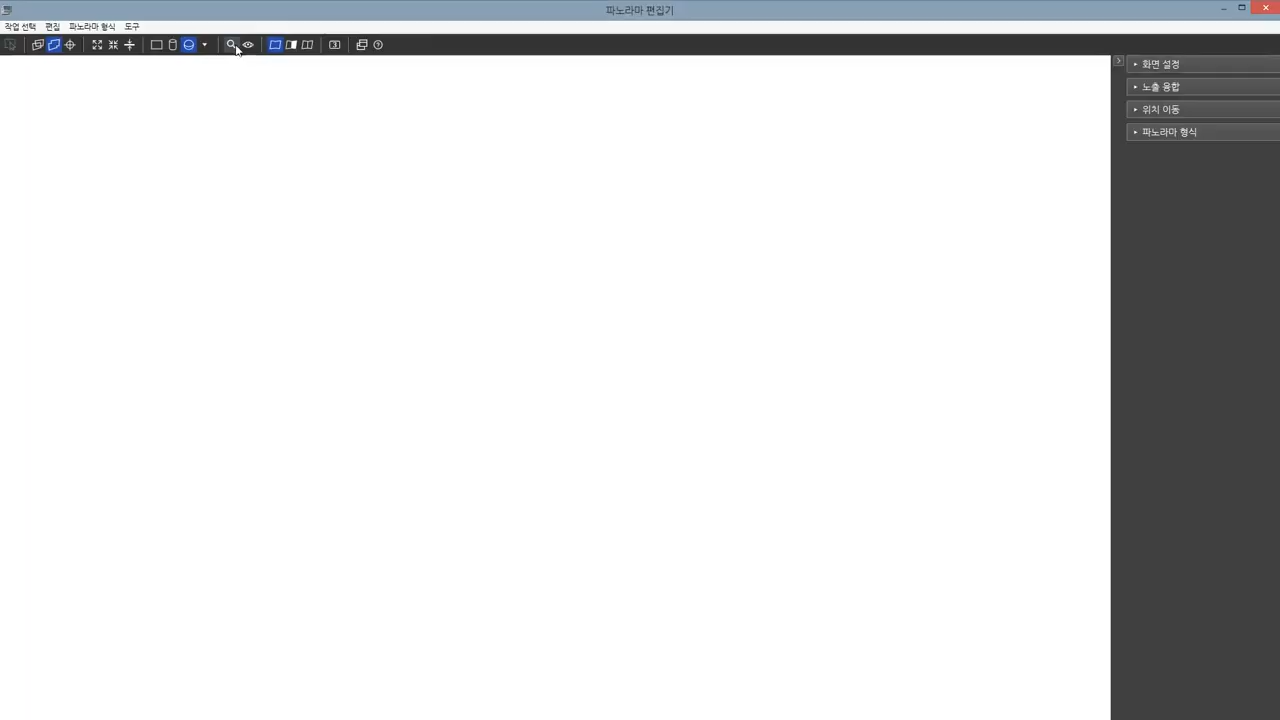 파노라마 편집기
작업 선택 편집 파노라마 형식 도구
화면 설정
노출 융합
위치 이동
파노라마 형식